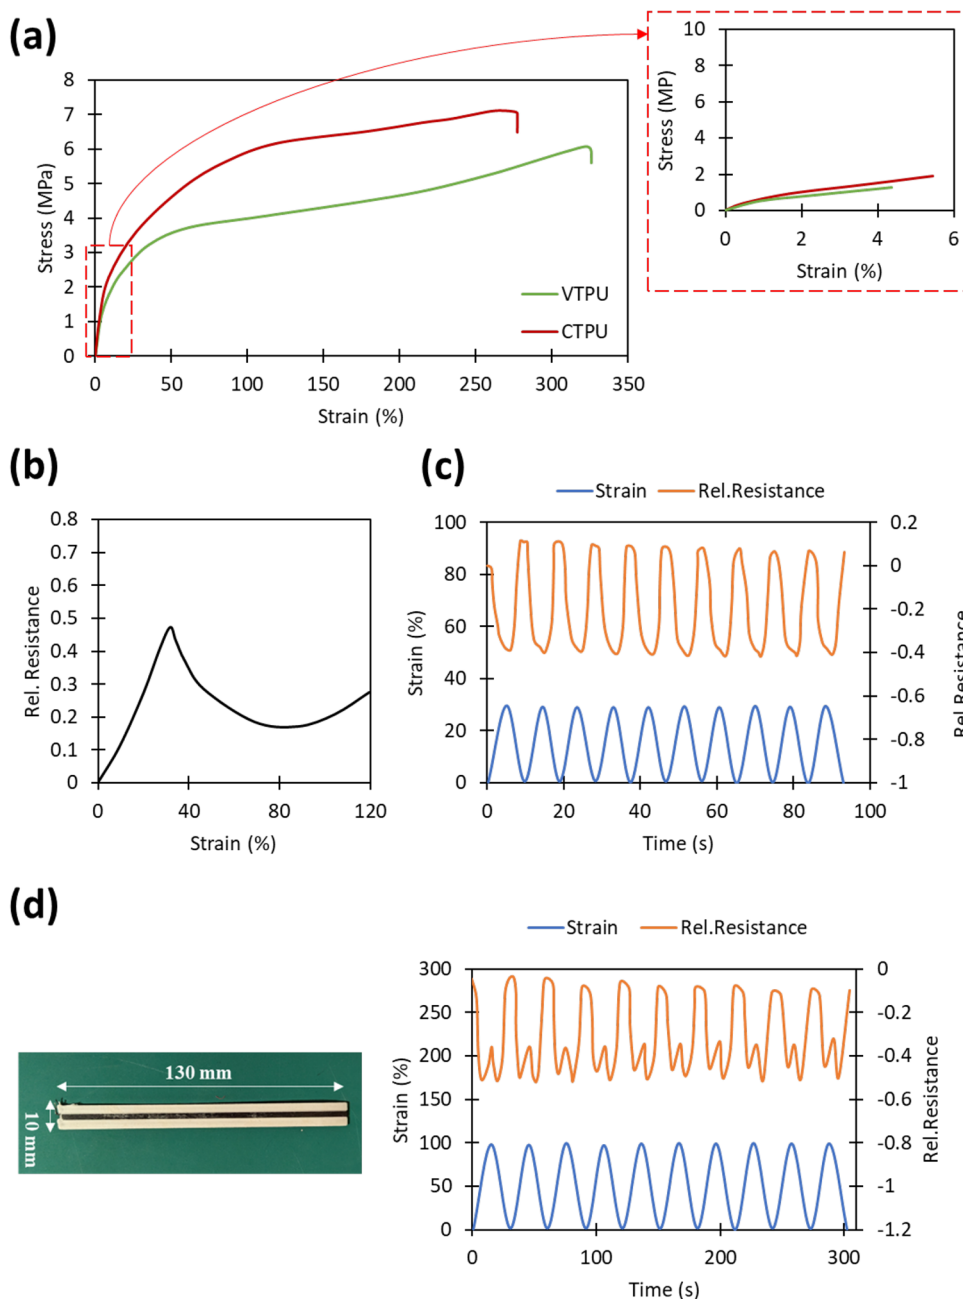 (a)
8
7
6
5
4
3
2
1
0
Stress (MPa)
0 50 100 150 200 250 300 350
Strain (%)
VTPU
CTPU
10
8
6
4
2
0
Stress (MP)
0 2 4 6
Strain (%)
(b)
0.8
0.7
0.6
0.5
0.4
0.3
0.2
0.1
0
Rel. Resistance
0 40 80 120
Strain (%)
(c)
Strain Rel.Resistance
100
80
60
40
20
0
Strain (%)
0.2
0
-0.2
-0.4
-0.6
-0.8
-1
Rel.Resistance
0 20 40 60 80 100
Time (s)
(d)
130 mm
10 mm
Strain Rel.Resistance
300
250
200
150
100
50
0
Strain (%)
0
-0.2
-0.4
-0.6
-0.8
-1
-1.2
Rel.Resistance
0 100 200 300
Time (s)